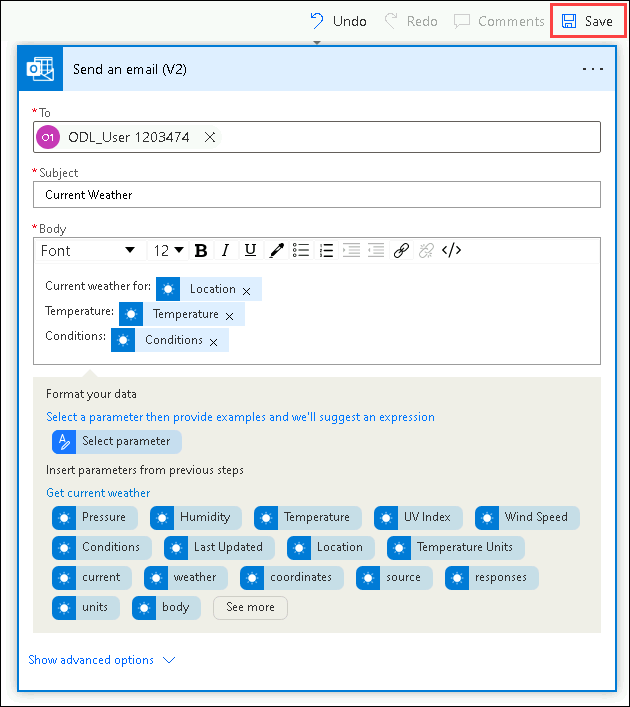 Undo Redo Comments Save
Send an email (V2) ...
* To
O1 ODL_User 1203474 ×
* Subject
Current Weather
* Body
Font 12 B I U </>
Current weather for: Location ×
Temperature: Temperature ×
Conditions: Conditions ×
Format your data
Select a parameter then provide examples and we'll suggest an expression
Select parameter
Insert parameters from previous steps
Get current weather
Pressure Humidity Temperature UV Index Wind Speed
Conditions Last Updated Location Temperature Units
current weather coordinates source responses
units body See more
Show advanced options